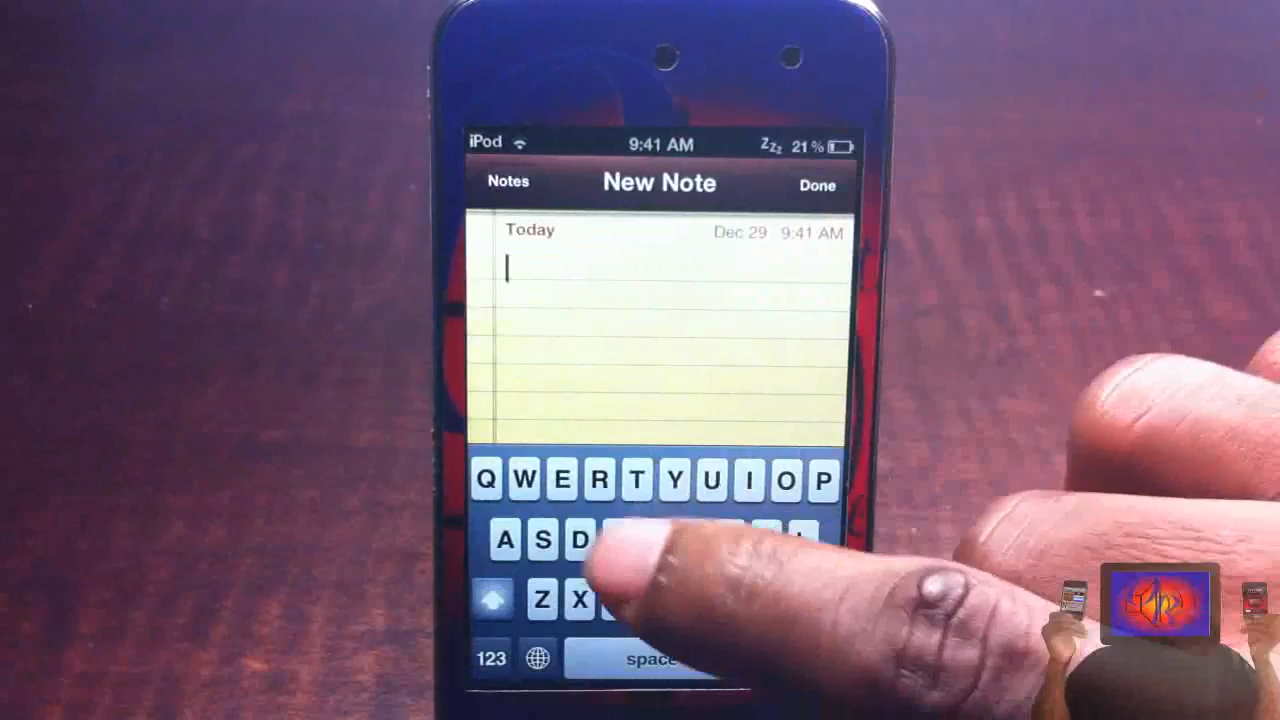 iPod 9:41 AM Zzz 21%
Notes New Note Done
Today Dec 29 9:41 AM
Q W E R T Y U I O P
A S D
Z X
123 space